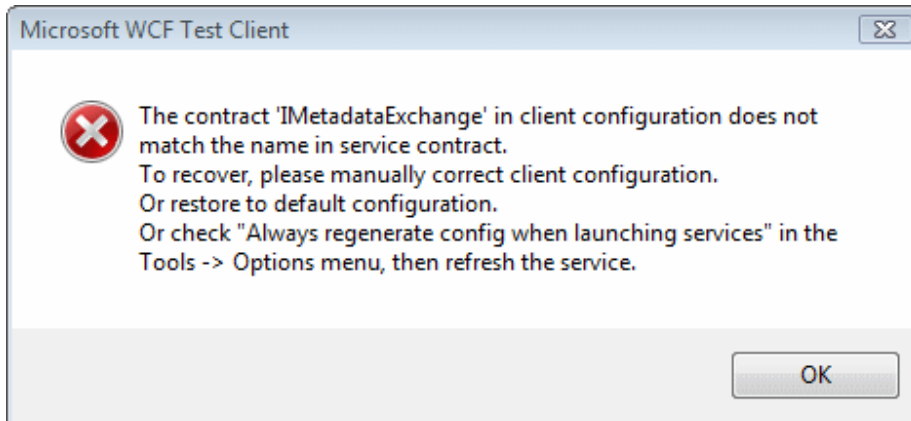 Microsoft WCF Test Client
The contract 'IMetadataExchange' in client configuration does not
match the name in service contract.
To recover, please manually correct client configuration.
Or restore to default configuration.
Or check "Always regenerate config when launching services" in the
Tools -> Options menu, then refresh the service.
OK